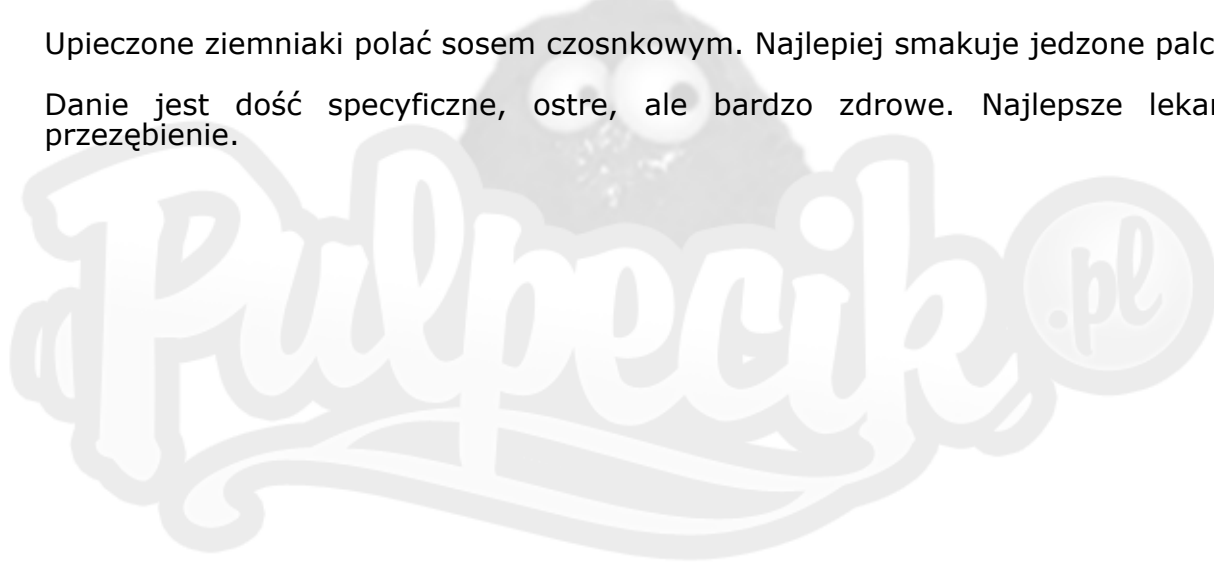 Upieczone ziemniaki polać sosem czosnkowym. Najlepiej smakuje jedzone palc
Danie jest dość specyficzne, ostre, ale bardzo zdrowe. Najlepsze lekar
przezębienie.
Pulpecik .pl